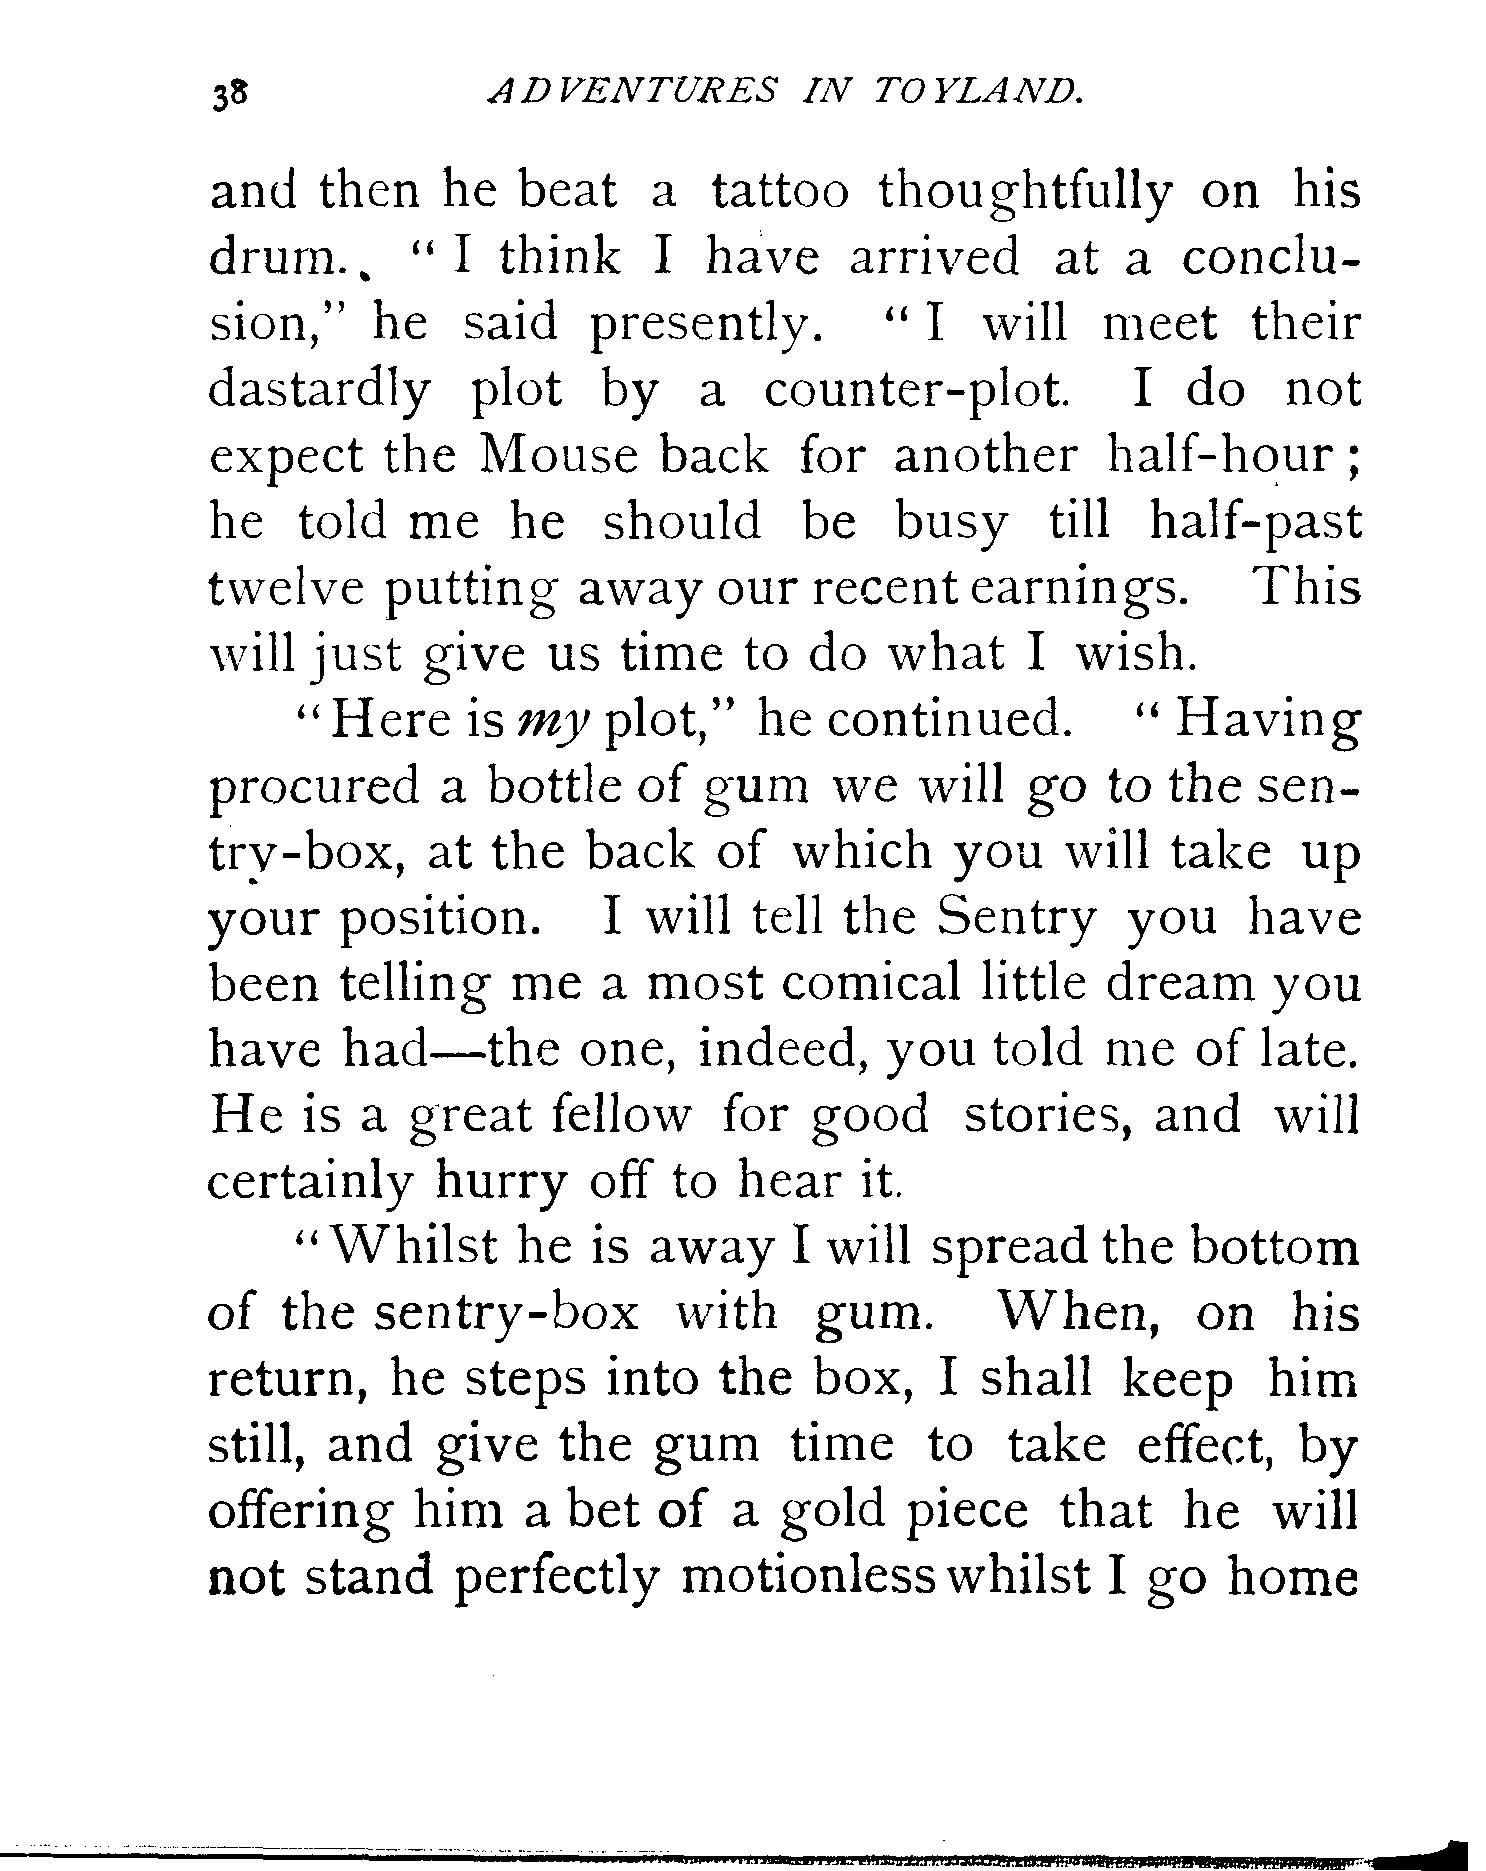 38 ADVENTURES IN TOYLAND.
and then he beat a tattoo thoughtfully on his
drum. “I think I have arrived at a conclu-
sion,” he said presently. “I will meet their
dastardly plot by a counter-plot. I do not
expect the Mouse back for another half-hour;
he told me he should be busy till half-past
twelve putting away our recent earnings. This
will just give us time to do what I wish.
“Here is my plot,” he continued. “Having
procured a bottle of gum we will go to the sen-
try-box, at the back of which you will take up
your position. I will tell the Sentry you have
been telling me a most comical little dream you
have had—the one, indeed, you told me of late.
He is a great fellow for good stories, and will
certainly hurry off to hear it.
“Whilst he is away I will spread the bottom
of the sentry-box with gum. When, on his
return, he steps into the box, I shall keep him
still, and give the gum time to take effect, by
offering him a bet of a gold piece that he will
not stand perfectly motionless whilst I go home